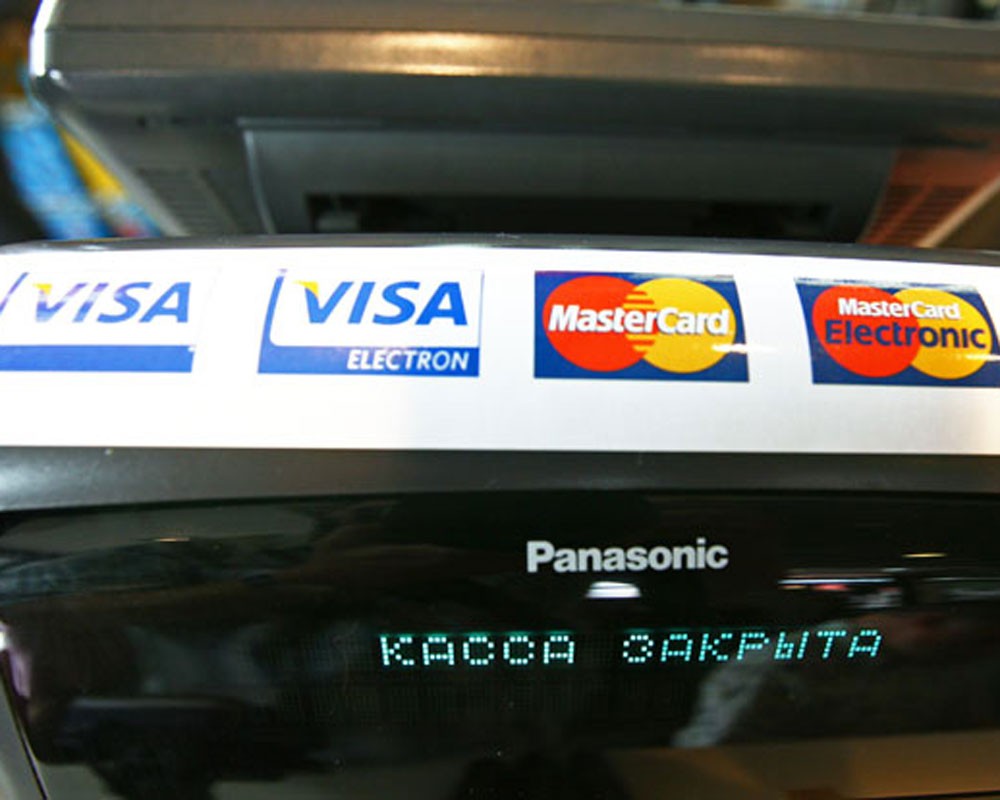 VISA
VISA
ELECTRON
MasterCard
MasterCard
Electronic
Panasonic
КАССА ЗАКРЫТА